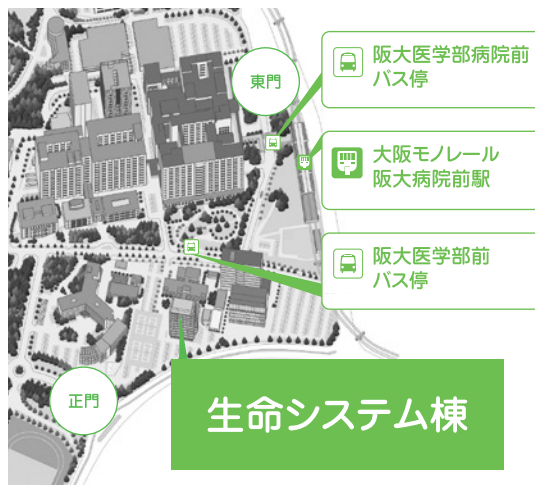 東門
阪大医学部病院前
バス停
大阪モノレール
阪大病院前駅
阪大医学部前
バス停
生命システム棟
正門